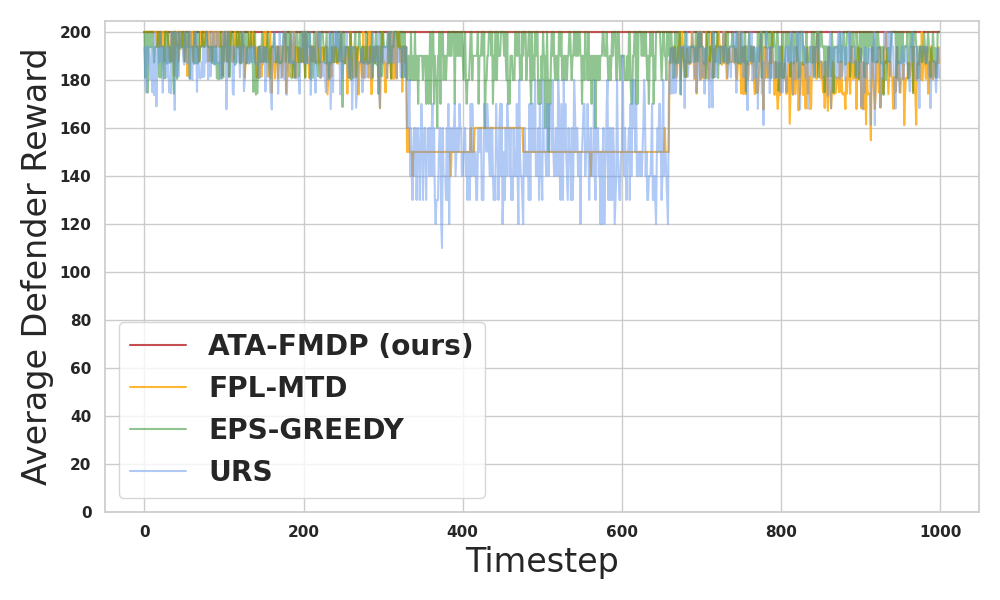 Average Defender Reward
200
180
160
140
120
100
80
60
40
20
0
ATA-FMDP (ours)
FPL-MTD
EPS-GREEDY
URS
0 200 400 600 800 1000
Timestep